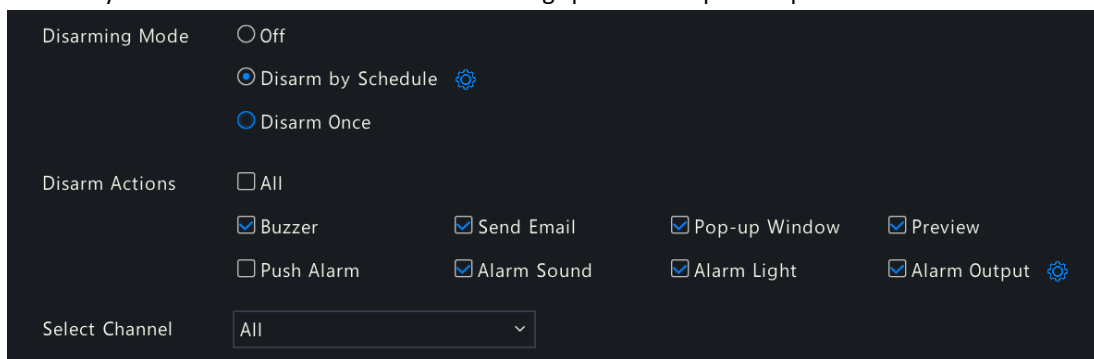 Disarming Mode Off
Disarm by Schedule
Disarm Once
Disarm Actions All
Buzzer Send Email Pop-up Window Preview
Push Alarm Alarm Sound Alarm Light Alarm Output
Select Channel All